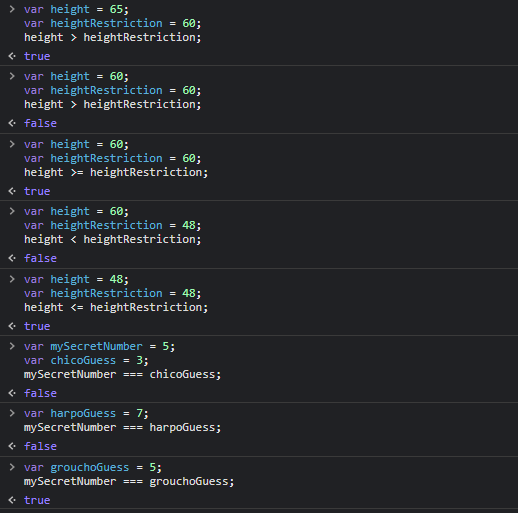 > var height = 65;
var heightRestriction = 60;
height > heightRestriction;
<· true
> var height = 60;
var heightRestriction = 60;
height > heightRestriction;
<· false
> var height = 60;
var heightRestriction = 60;
height >= heightRestriction;
<· true
> var height = 60;
var heightRestriction = 48;
height < heightRestriction;
<· false
> var height = 48;
var heightRestriction = 48;
height <= heightRestriction;
<· true
> var mySecretNumber = 5;
var chicoGuess = 3;
mySecretNumber === chicoGuess;
<· false
> var harpoGuess = 7;
mySecretNumber === harpoGuess;
<· false
> var grouchoGuess = 5;
mySecretNumber === grouchoGuess;
<· true